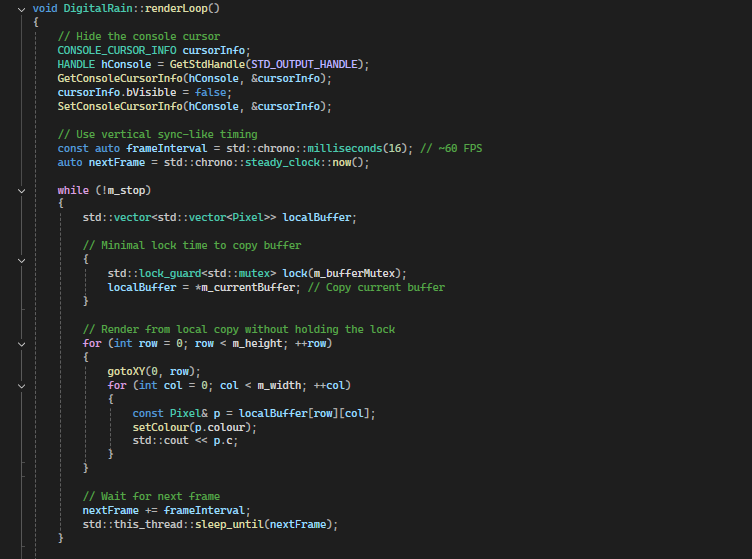 void DigitalRain::renderLoop()
{
    // Hide the console cursor
    CONSOLE_CURSOR_INFO cursorInfo;
    HANDLE hConsole = GetStdHandle(STD_OUTPUT_HANDLE);
    GetConsoleCursorInfo(hConsole, &cursorInfo);
    cursorInfo.bVisible = false;
    SetConsoleCursorInfo(hConsole, &cursorInfo);

    // Use vertical sync-like timing
    const auto frameInterval = std::chrono::milliseconds(16); // ~60 FPS
    auto nextFrame = std::chrono::steady_clock::now();

    while (!m_stop)
    {
        std::vector<std::vector<Pixel>> localBuffer;

        // Minimal lock time to copy buffer
        {
            std::lock_guard<std::mutex> lock(m_bufferMutex);
            localBuffer = *m_currentBuffer; // Copy current buffer
        }

        // Render from local copy without holding the lock
        for (int row = 0; row < m_height; ++row)
        {
            gotoXY(0, row);
            for (int col = 0; col < m_width; ++col)
            {
                const Pixel& p = localBuffer[row][col];
                setColour(p.colour);
                std::cout << p.c;
            }
        }

        // Wait for next frame
        nextFrame += frameInterval;
        std::this_thread::sleep_until(nextFrame);
    }